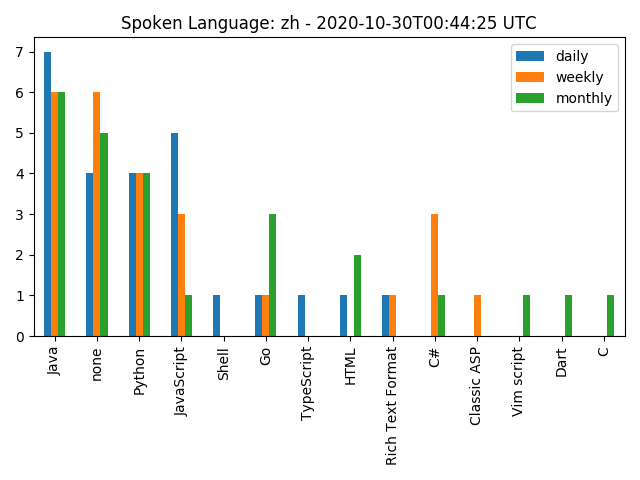 Spoken Language: zh - 2020-10-30T00:44:25 UTC
daily
weekly
monthly
7
6
5
4
3
2
1
0
Java
none
Python
JavaScript
Shell
Go
TypeScript
HTML
Rich Text Format
C#
Classic ASP
Vim script
Dart
C